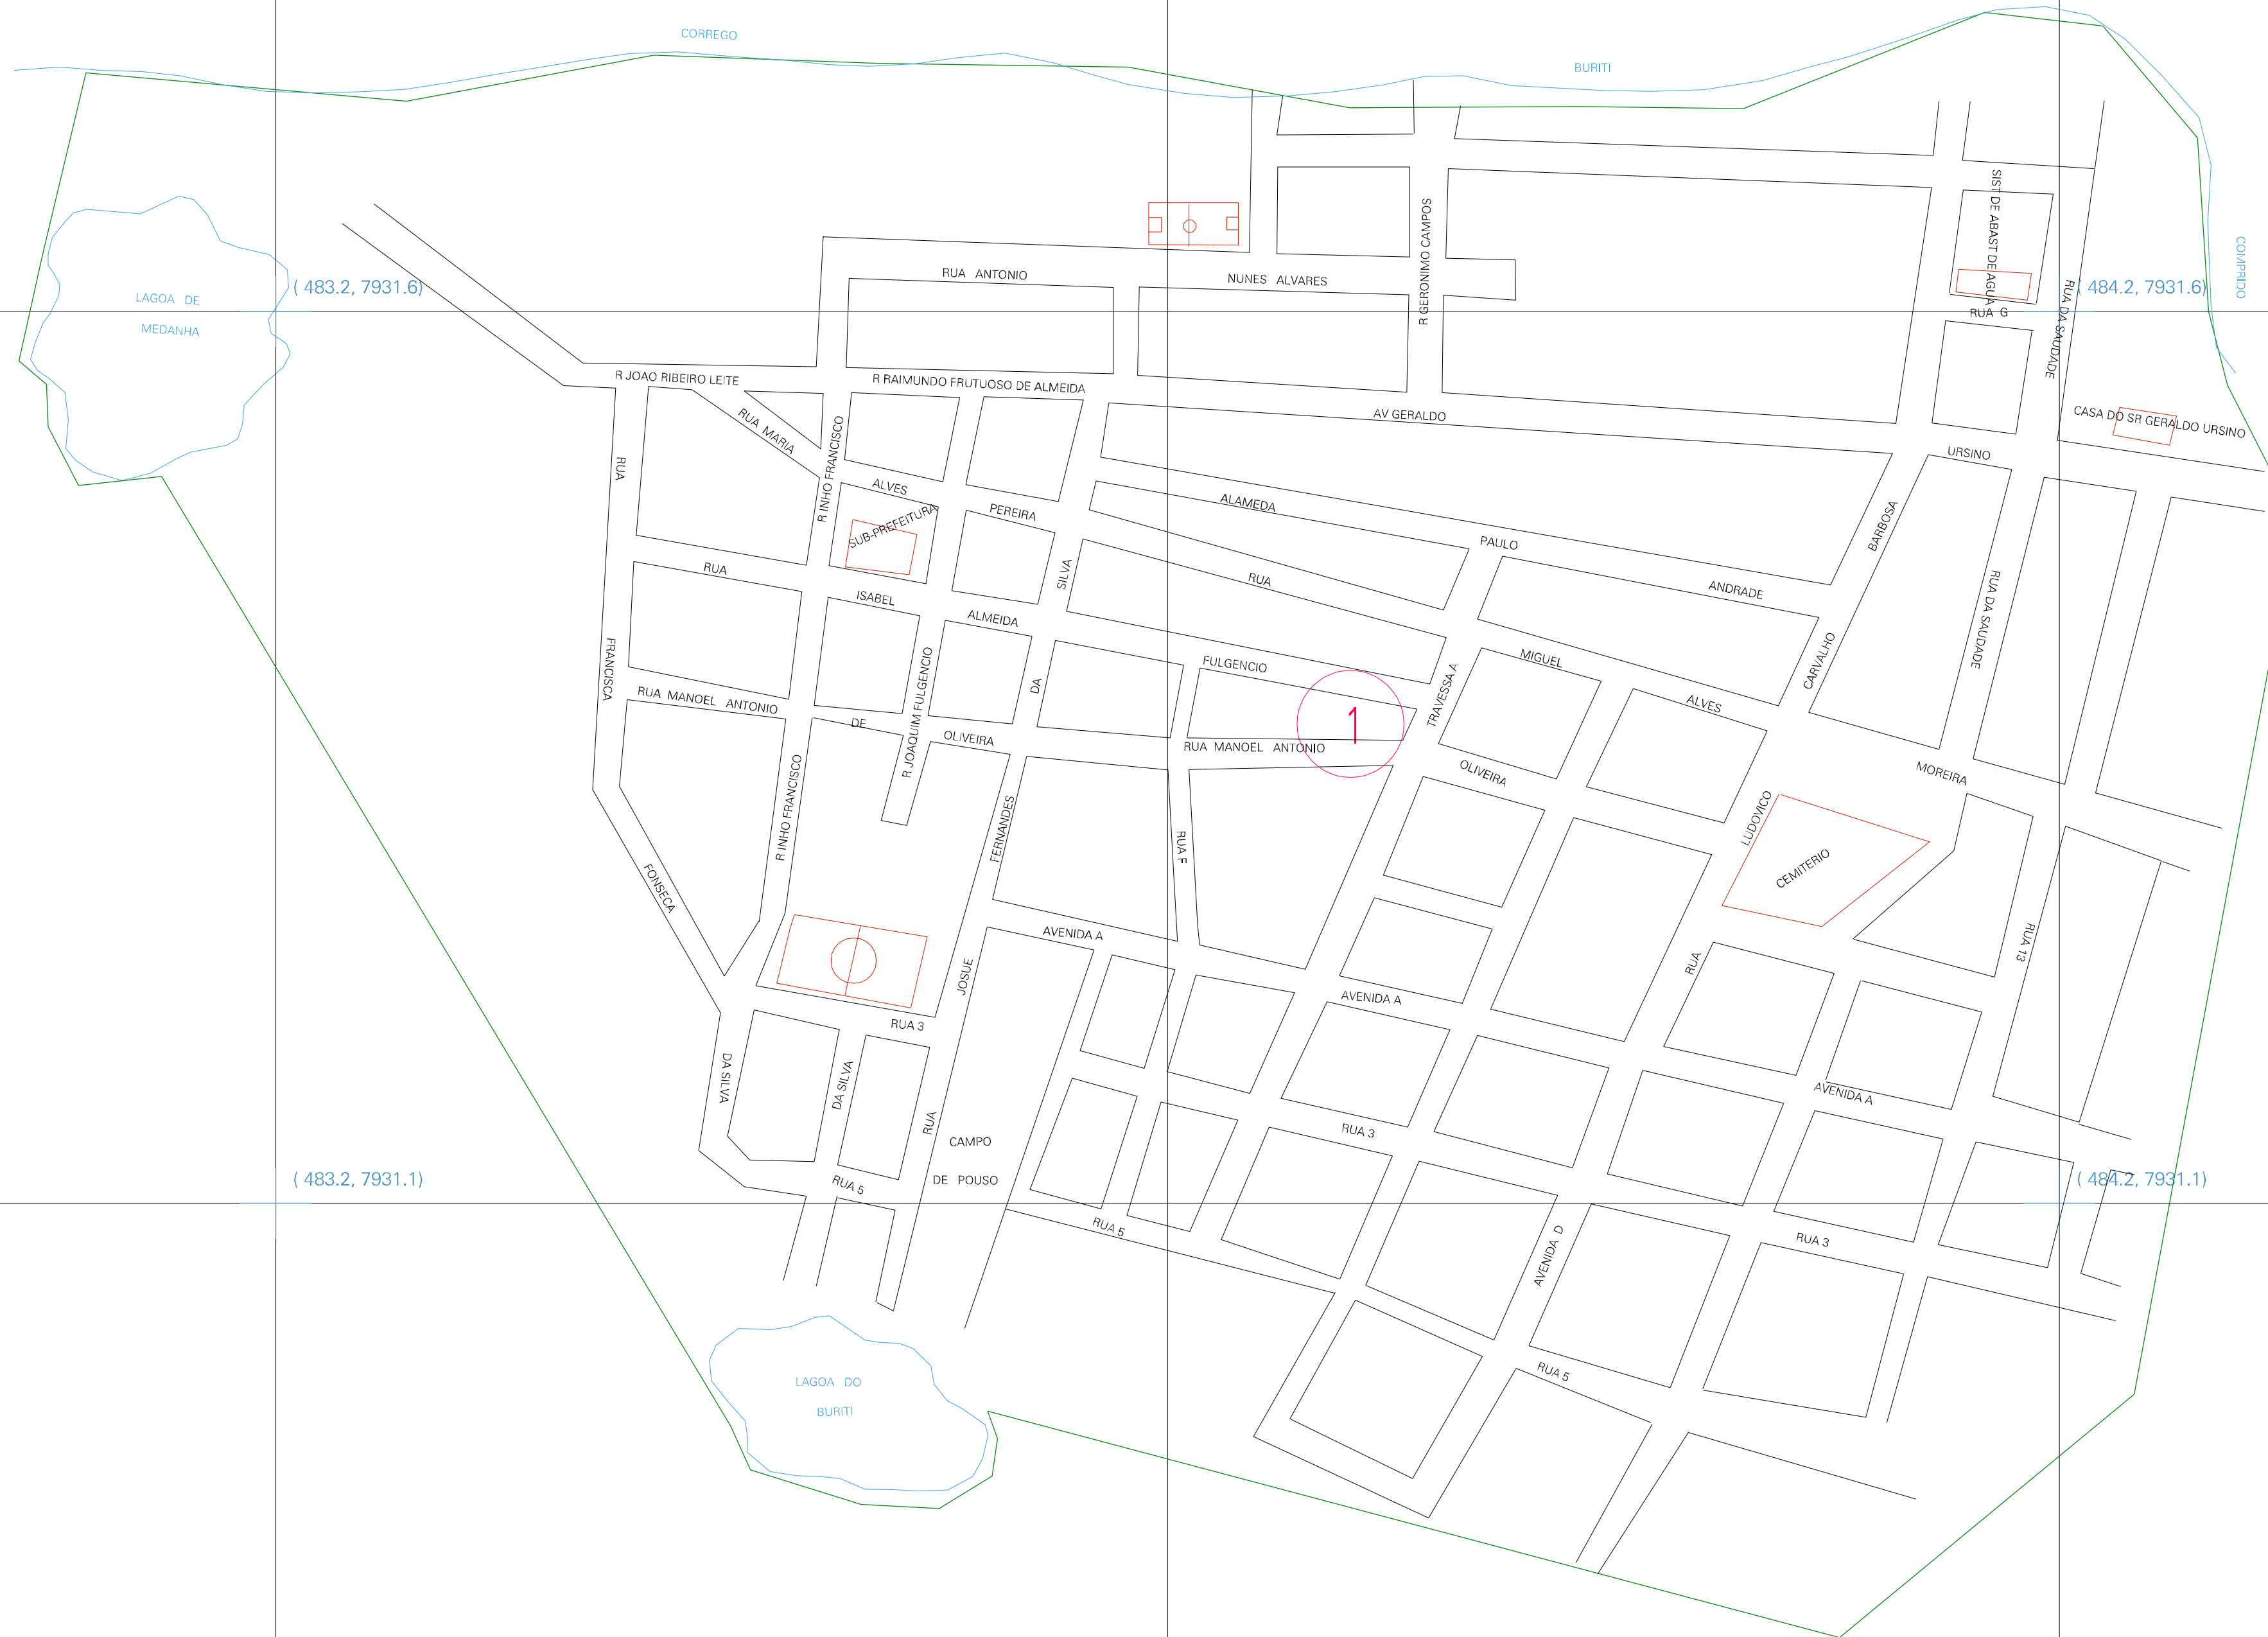 CORREGO
BURITI
COMPRIDO
LAGOA DE
MEDANHA
( 483.2, 7931.6)
( 484.2, 7931.6)
RUA ANTONIO
NUNES ALVARES
R GERONIMO CAMPOS
SIST DE ABAST DE AGUA
RUA G
RUA DA SAUDADE
R JOAO RIBEIRO LEITE
R RAIMUNDO FRUTUOSO DE ALMEIDA
AV GERALDO
URSINO
CASA DO SR GERALDO URSINO
RUA MARIA
ALVES
PEREIRA
R INHO FRANCISCO
SUB-PREFEITURA
RUA
FRANCISCA
FONSECA
DA SILVA
ALAMEDA
PAULO
ANDRADE
BARBOSA
CARVALHO
LUDOVICO
RUA
RUA DA SAUDADE
RUA
ISABEL
ALMEIDA
FULGENCIO
SILVA
DA
FERNANDES
JOSUE
RUA
RUA
MIGUEL
ALVES
MOREIRA
R JOAQUIM FULGENCIO
TRAVESSA A
1
RUA MANOEL ANTONIO
DE
OLIVEIRA
RUA MANOEL ANTONIO
OLIVEIRA
R INHO FRANCISCO
DA SILVA
RUA F
CEMITERIO
RUA 13
AVENIDA A
AVENIDA A
AVENIDA A
RUA 3
RUA 3
RUA 3
CAMPO
DE POUSO
( 483.2, 7931.1)
( 484.2, 7931.1)
RUA 5
RUA 5
RUA 5
AVENIDA D
LAGOA DO
BURITI